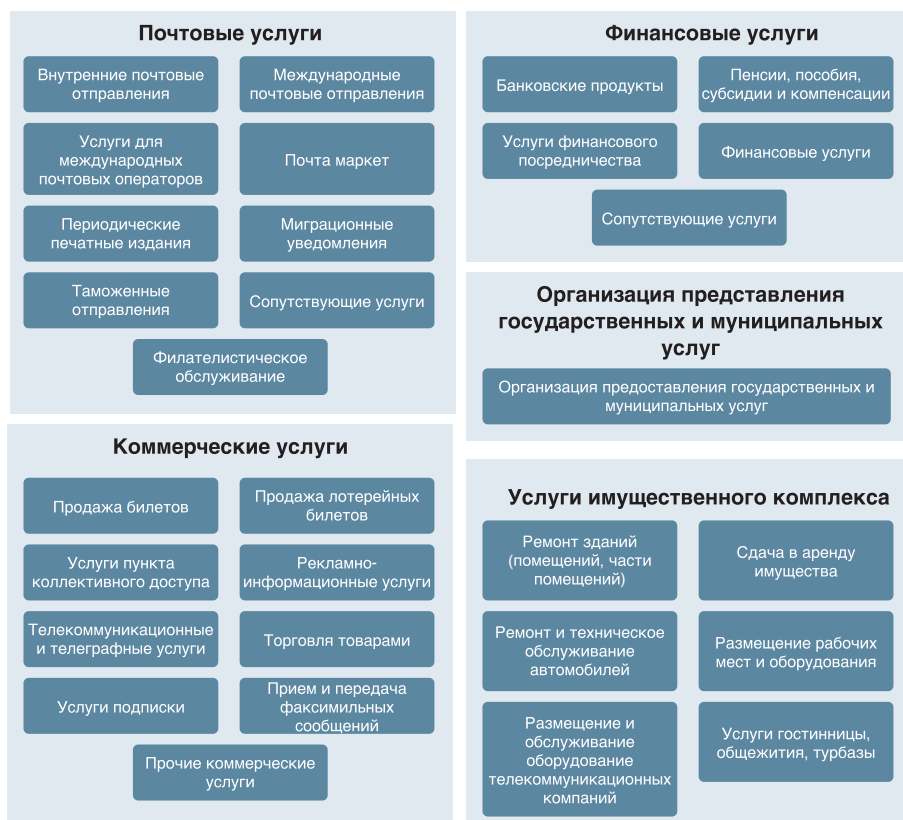 Почтовые услуги
Внутренние почтовые
отправления
Международные
почтовые отправления
Услуги для
международных
почтовых операторов
Почта маркет
Периодические
печатные издания
Миграционные
уведомления
Таможенные
отправления
Сопутствующие услуги
Филателистическое
обслуживание
Финансовые услуги
Банковские продукты
Пенсии, пособия,
субсидии и компенсации
Услуги финансового
посредничества
Финансовые услуги
Сопутствующие услуги
Организация представления
государственных и муниципальных
услуг
Организация предоставления государственных и
муниципальных услуг
Коммерческие услуги
Продажа билетов
Продажа лотерейных
билетов
Услуги пункта
коллективного доступа
Рекламно-
информационные услуги
Телекоммуникационные
и телеграфные услуги
Торговля товарами
Услуги подписки
Прием и передача
факсимильных
сообщений
Прочие коммерческие
услуги
Услуги имущественного комплекса
Ремонт зданий
(помещений, части
помещений)
Сдача в аренду
имущества
Ремонт и техническое
обслуживание
автомобилей
Размещение рабочих
мест и оборудования
Размещение и
обслуживание
оборудование
телекоммуникационных
компаний
Услуги гостинницы,
общежития, турбазы